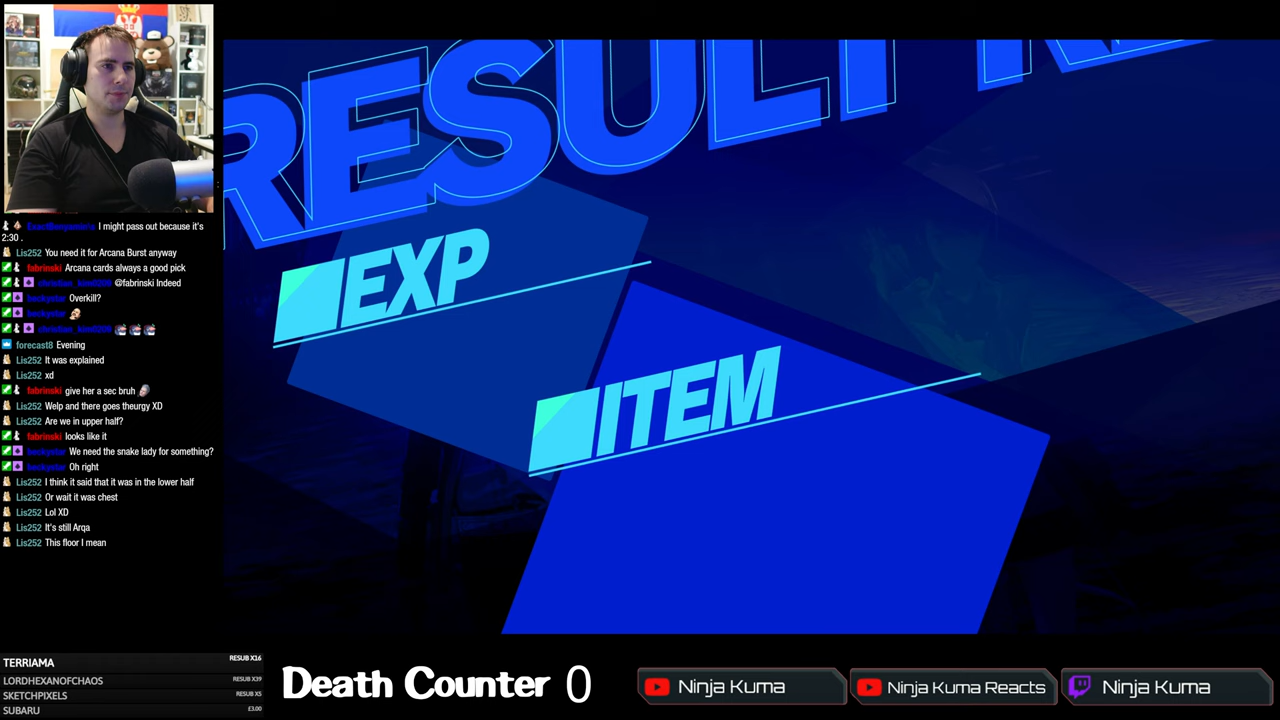 RESULT RE
EXP
ITEM
I might pass out because it's
2:30 .
Lis252 You need it for Arcana Burst anyway
fabrinski Arcana cards always a good pick
@fabrinski Indeed
beckystar Overkill?
beckystar
forecast8 Evening
Lis252 It was explained
Lis252 xd
fabrinski give her a sec bruh
Lis252 Welp and there goes theurgy XD
Lis252 Are we in upper half?
fabrinski looks like it
beckystar We need the snake lady for something?
beckystar Oh right
Lis252 I think it said that it was in the lower half
Lis252 Or wait it was chest
Lis252 Lol XD
Lis252 It's still Arqa
Lis252 This floor I mean
TERRIAMA RESUB X16
LORDHEXANOFCHAOS RESUB X39
SKETCHPIXELS RESUB X5
SUBARU £3.00
Death Counter 0
Ninja Kuma
Ninja Kuma Reacts
Ninja Kuma